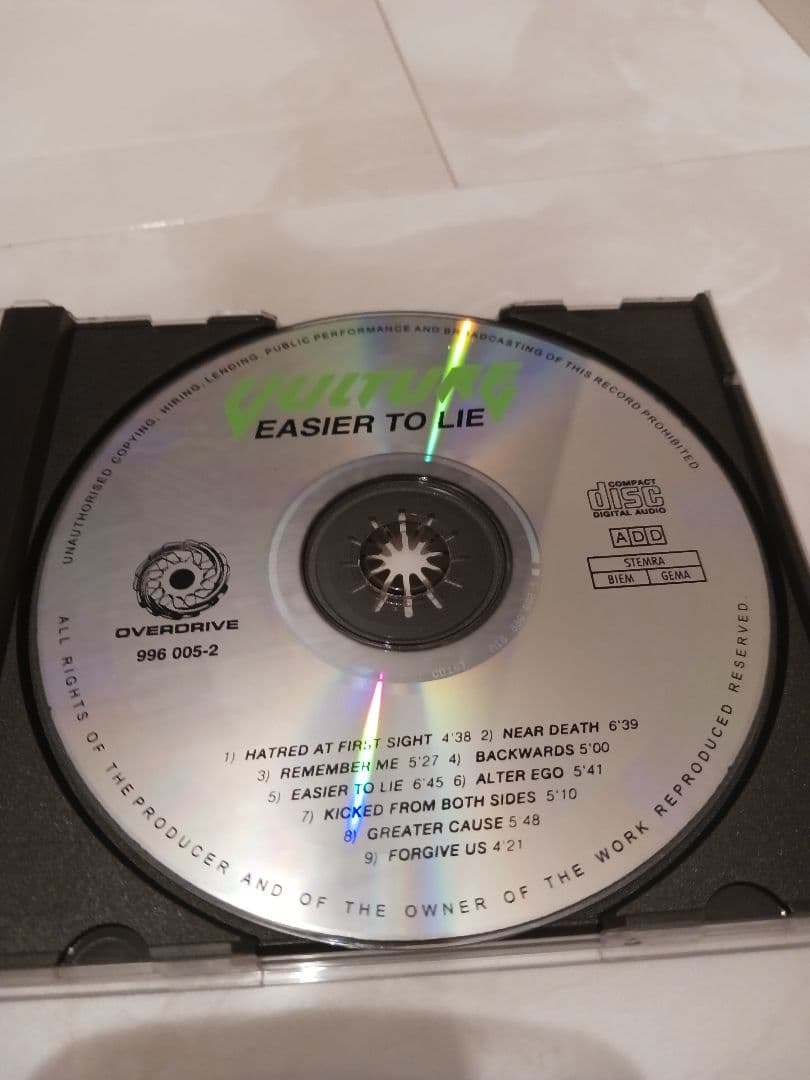 UNAUTHORISED COPYING, HIRING, LENDING, PUBLIC PERFORMANCE AND BROADCASTING OF THIS RECORD PROHIBITED.
VULTURE
EASIER TO LIE
COMPACT
disc
DIGITAL AUDIO
ADD
STEMRA
BIEM GEMA
OVERDRIVE
996 005-2
1) HATRED AT FIRST SIGHT 4'38 2) NEAR DEATH 6'39
3) REMEMBER ME 5'27 4) BACKWARDS 5'00
5) EASIER TO LIE 6'45 6) ALTER EGO 5'41
7) KICKED FROM BOTH SIDES 5'10
8) GREATER CAUSE 5 48
9) FORGIVE US 4'21
ALL RIGHTS OF THE PRODUCER AND OF THE OWNER OF THE WORK REPRODUCED RESERVED.